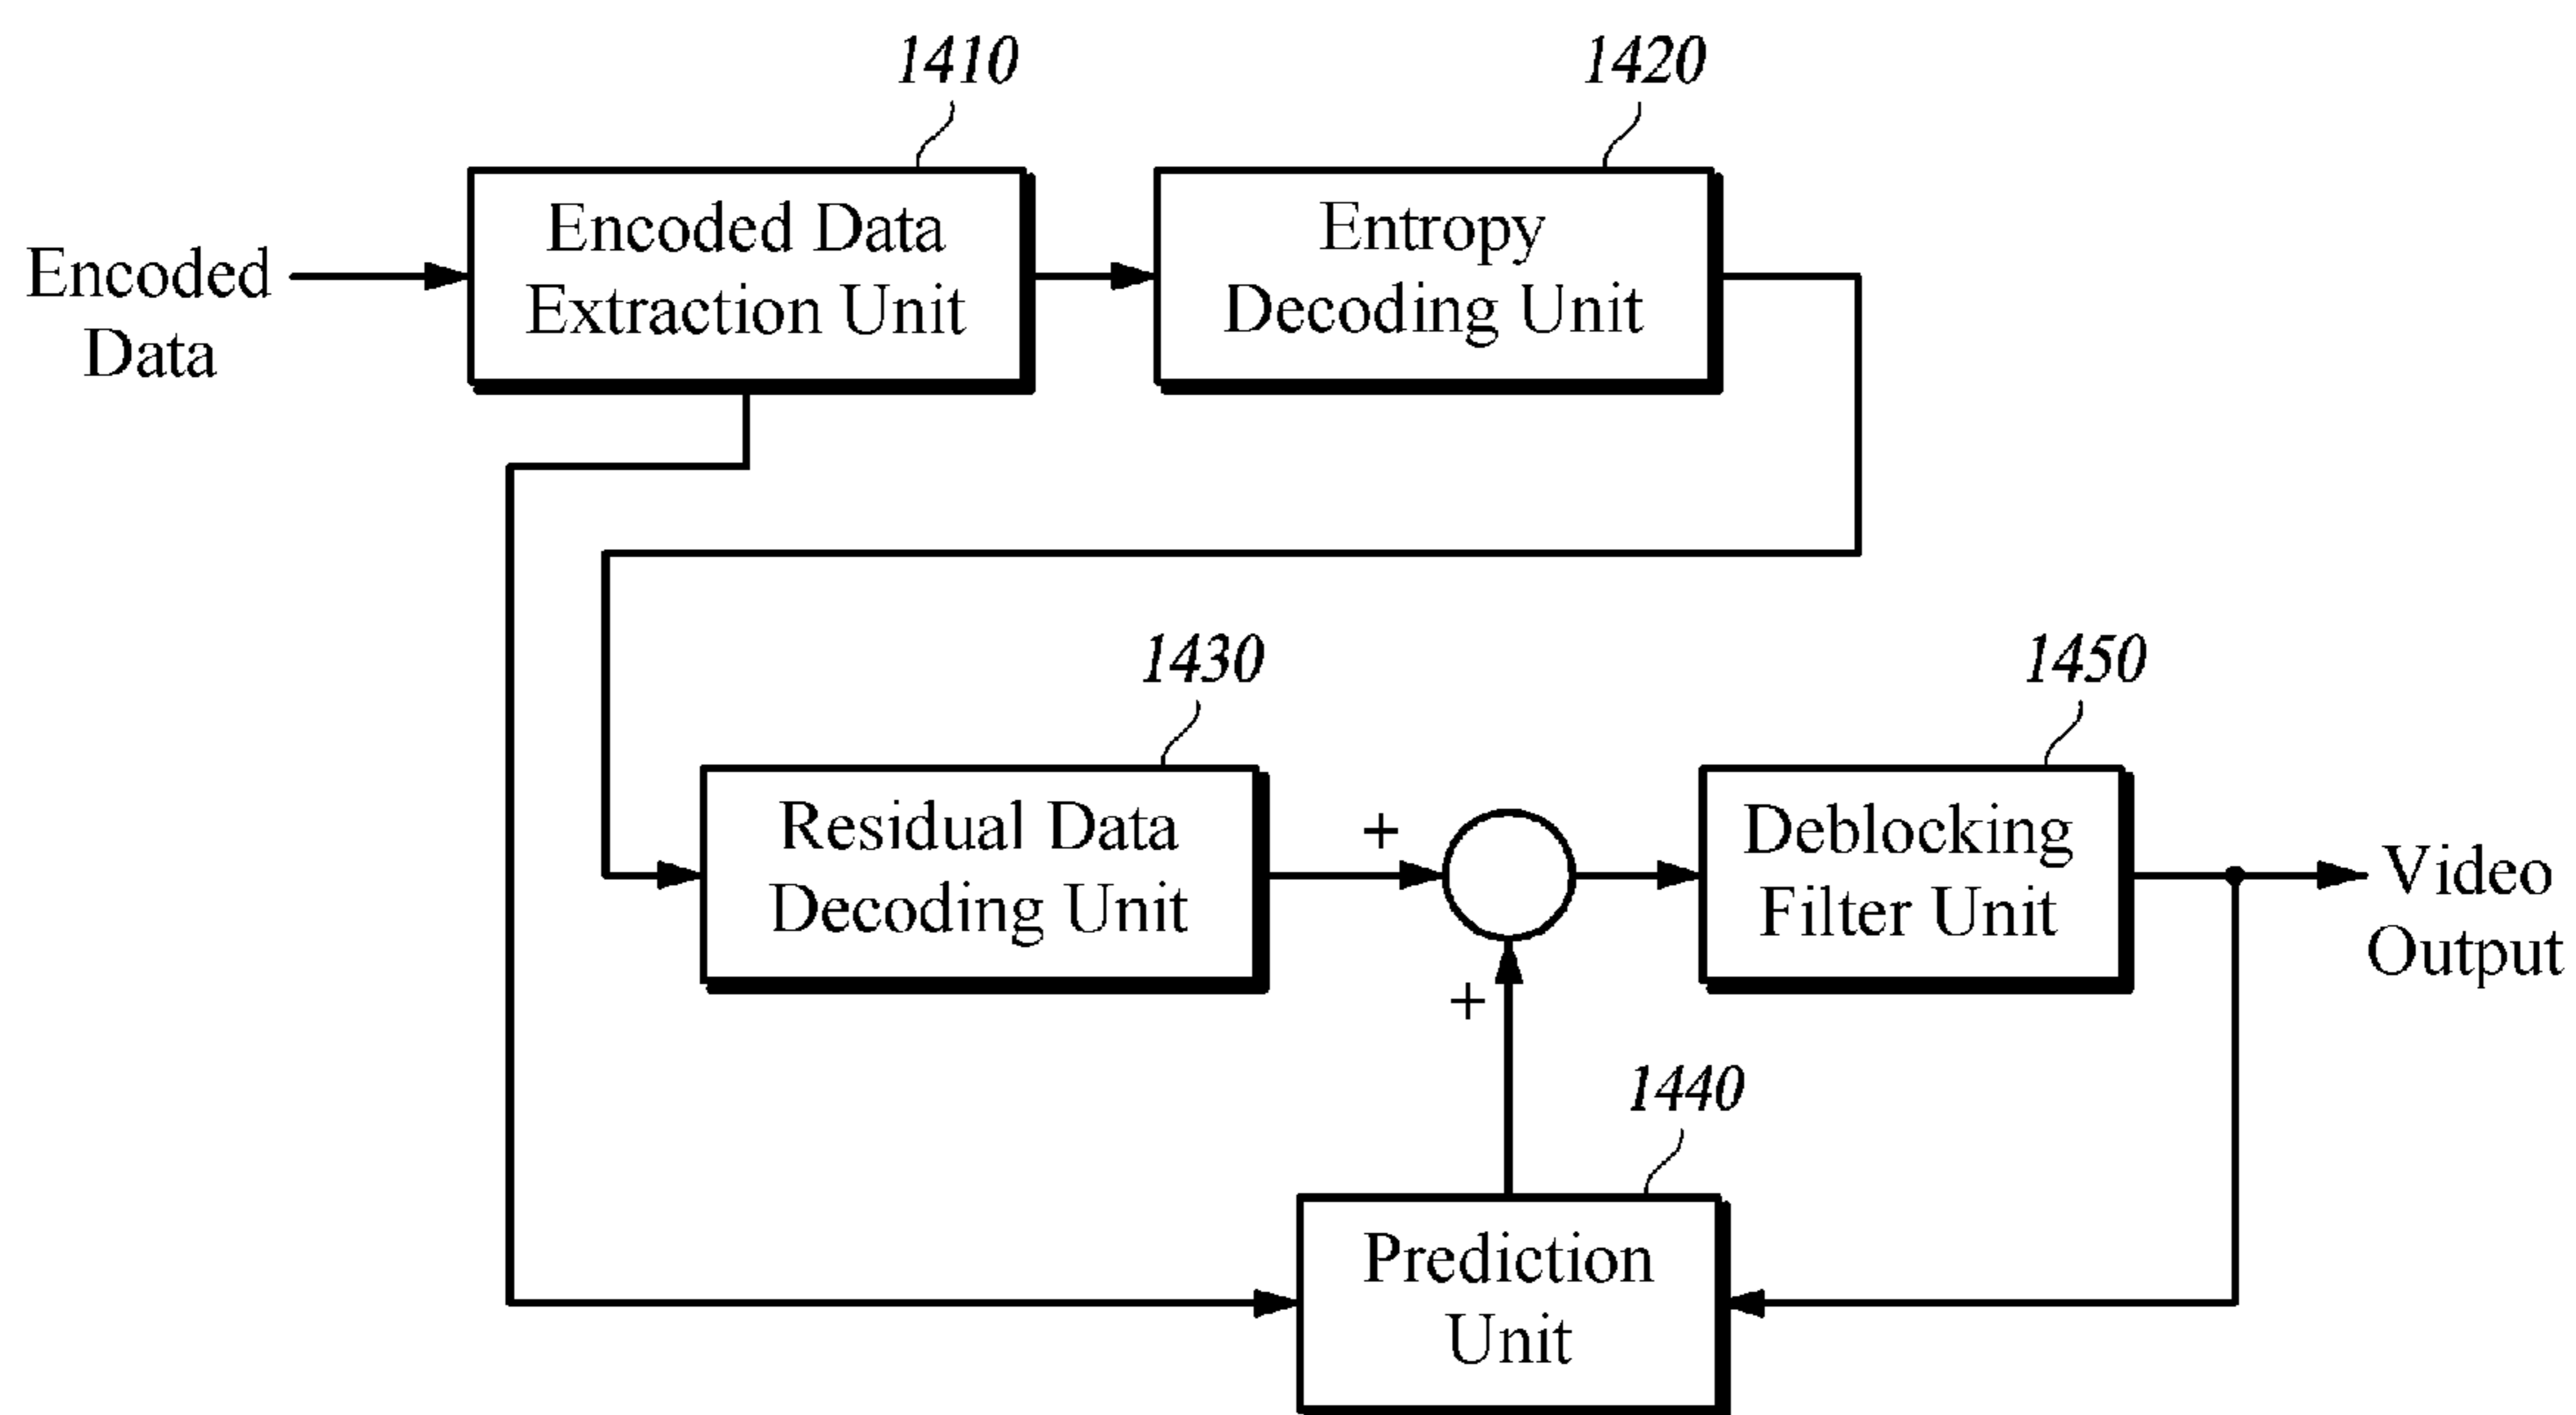 1410
1420
Encoded
Data
Encoded Data
Extraction Unit
Entropy
Decoding Unit
1430
1450
Residual Data
Decoding Unit
+
+
Deblocking
Filter Unit
Video
Output
1440
Prediction
Unit